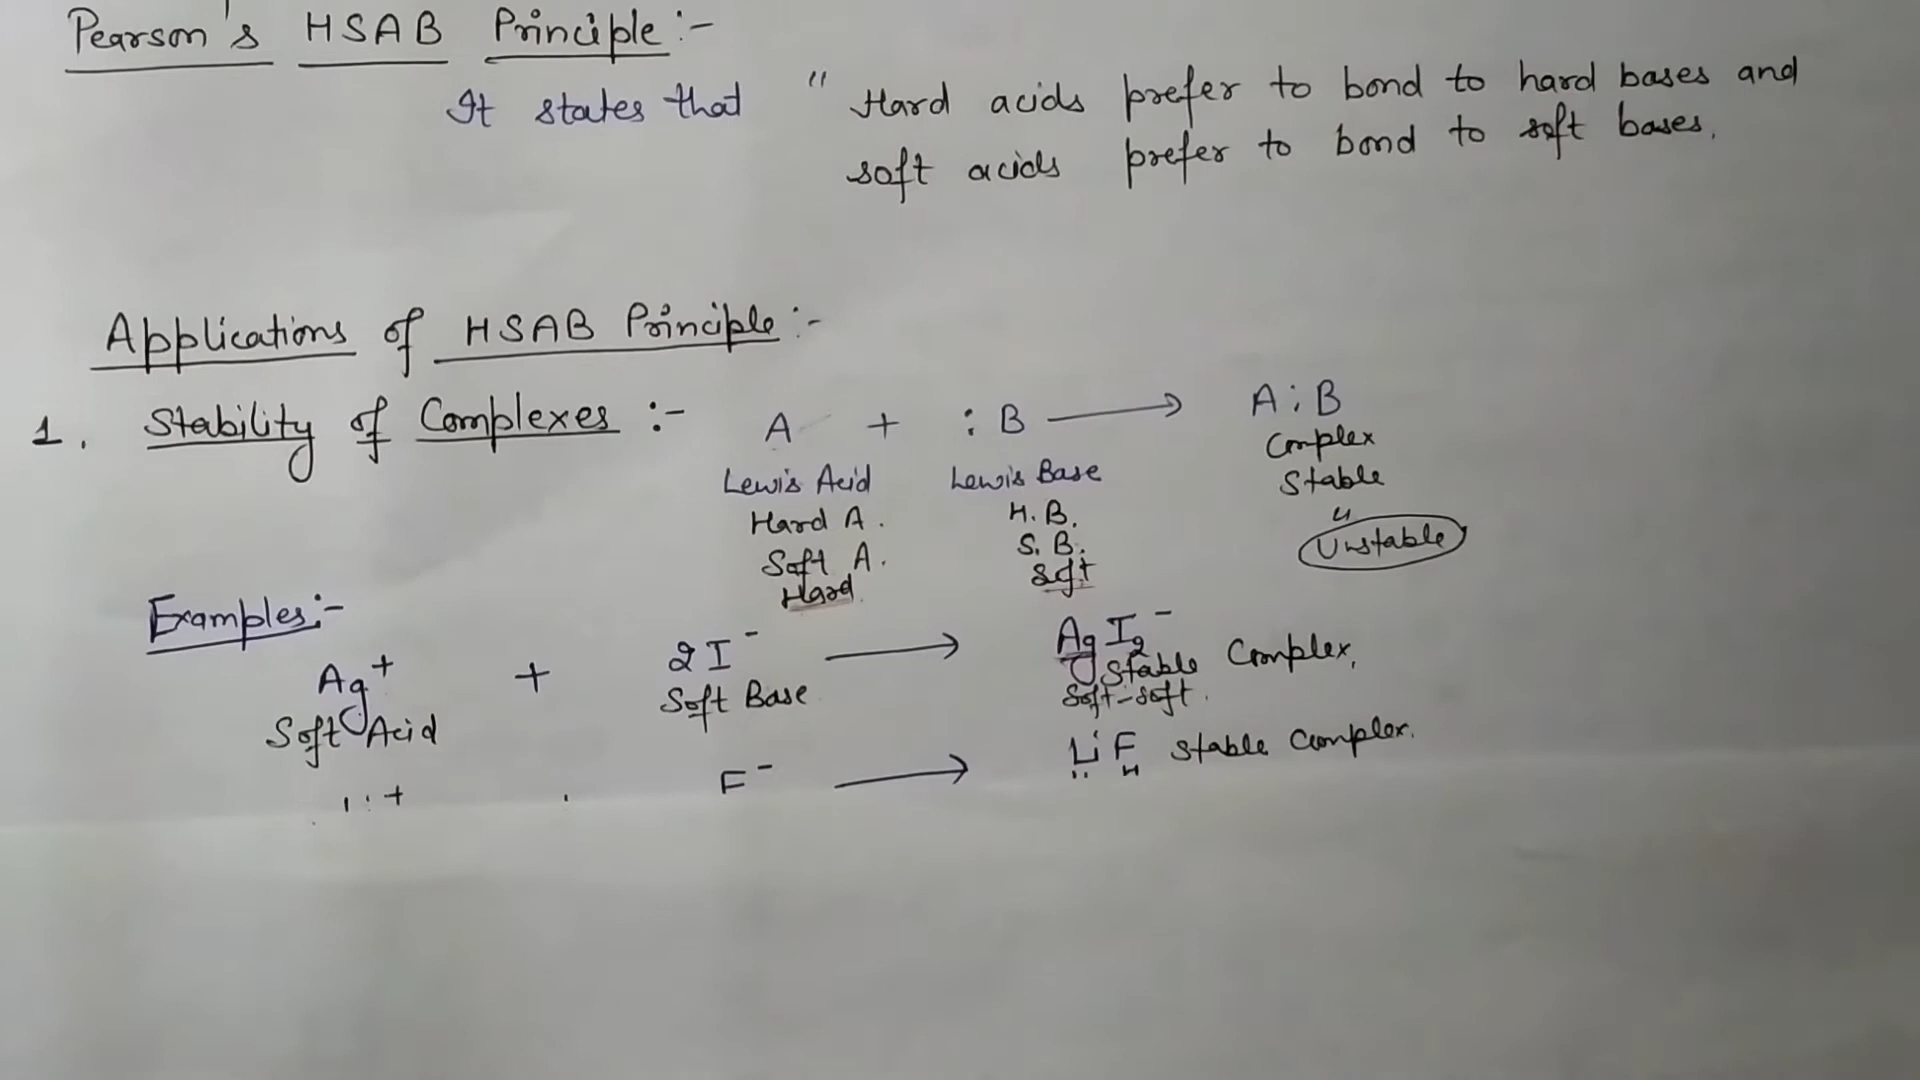 Pearson's HSAB Principle :-
It states that " Hard acids prefer to bond to hard bases and
soft acids prefer to bond to soft bases.
Applications of HSAB Principle :-
1. Stability of Complexes :- A + : B → A : B
Complex
Lewis Acid Lewis Base Stable
Hard A. H. B.
Unstable
Soft A. S. B.
Hard Soft
Examples :-
Ag+ + 2I- → AgI2- Stable Complex.
Soft Acid Soft Base Soft-soft.
F- → LiF stable complex.